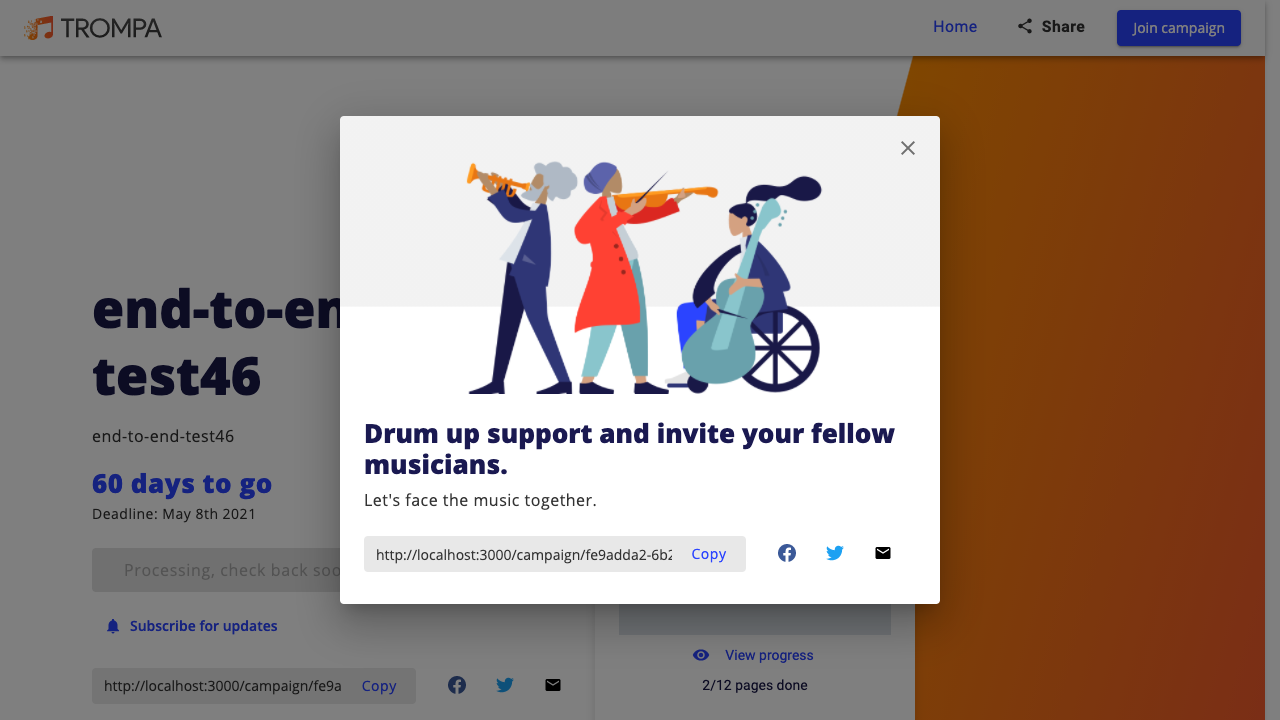 TROMPA
Home
Share
Join campaign
end-to-en
test46
end-to-end-test46
60 days to go
Deadline: May 8th 2021
Processing, check back soo
Subscribe for updates
http://localhost:3000/campaign/fe9a
Copy
Drum up support and invite your fellow
musicians.
Let's face the music together.
http://localhost:3000/campaign/fe9adda2-6b2
Copy
View progress
2/12 pages done